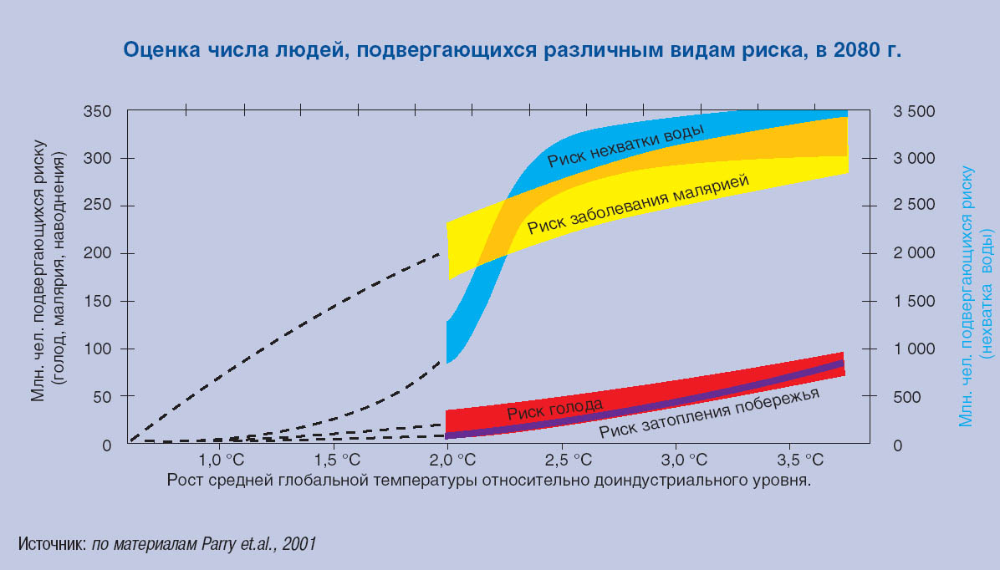 Оценка числа людей, подвергающихся различным видам риска, в 2080 г.
Млн. чел. подвергающихся риску
(голод, малярия, наводнения)
350
300
250
200
150
100
50
0
Риск нехватки воды
Риск заболевания малярией
Риск голода
Риск затопления побережья
3 500
3 000
2 500
2 000
1 500
1 000
500
0
Млн. чел. подвергающихся риску
(нехватка воды)
1,0 °C
1,5 °C
2,0 °C
2,5 °C
3,0 °C
3,5 °C
Рост средней глобальной температуры относительно доиндустриального уровня.
Источник: по материалам Parry et.al., 2001